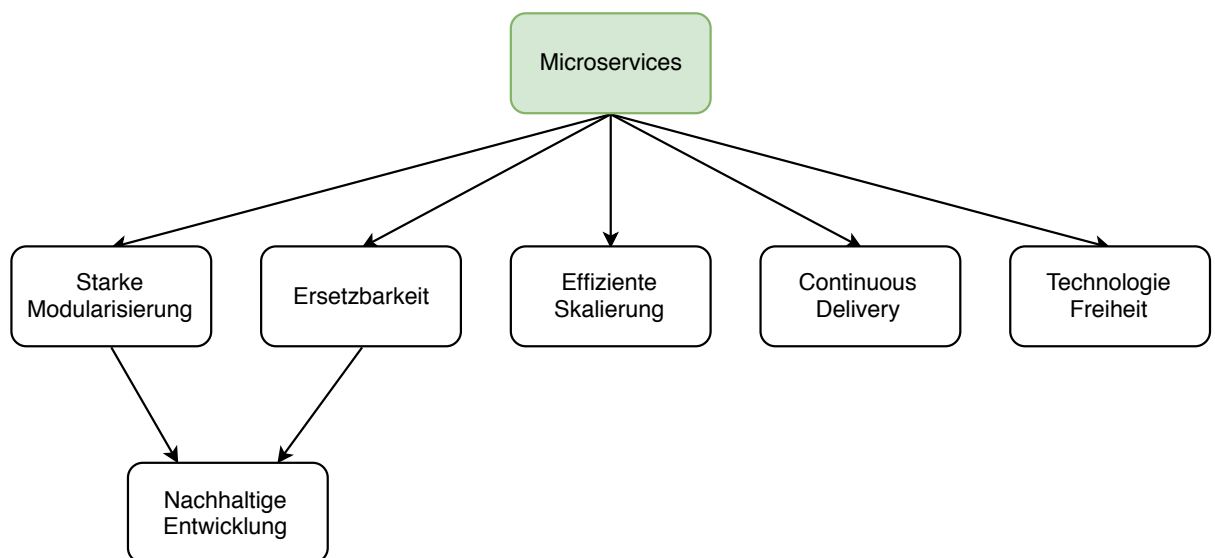 Microservices
Starke
Modularisierung
Ersetzbarkeit
Effiziente
Skalierung
Continuous
Delivery
Technologie
Freiheit
Nachhaltige
Entwicklung